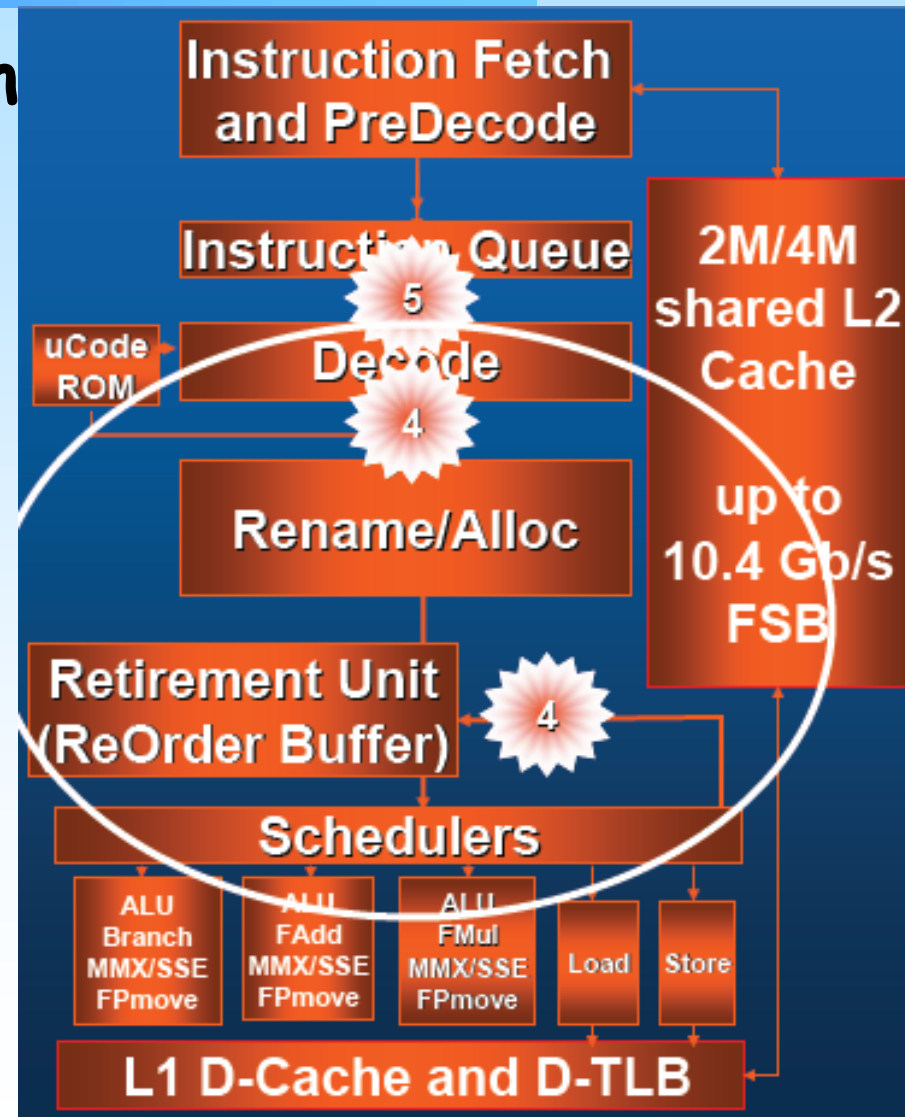 n
Instruction Fetch
and PreDecode
Instruction Queue
5
uCode
ROM
Decode
4
2M/4M
shared L2
Cache
up to
10.4 Gb/s
FSB
Rename/Alloc
Retirement Unit
(ReOrder Buffer)
4
Schedulers
ALU
Branch
MMX/SSE
FPmove
ALU
FAdd
MMX/SSE
FPmove
ALU
FMul
MMX/SSE
FPmove
Load
Store
L1 D-Cache and D-TLB